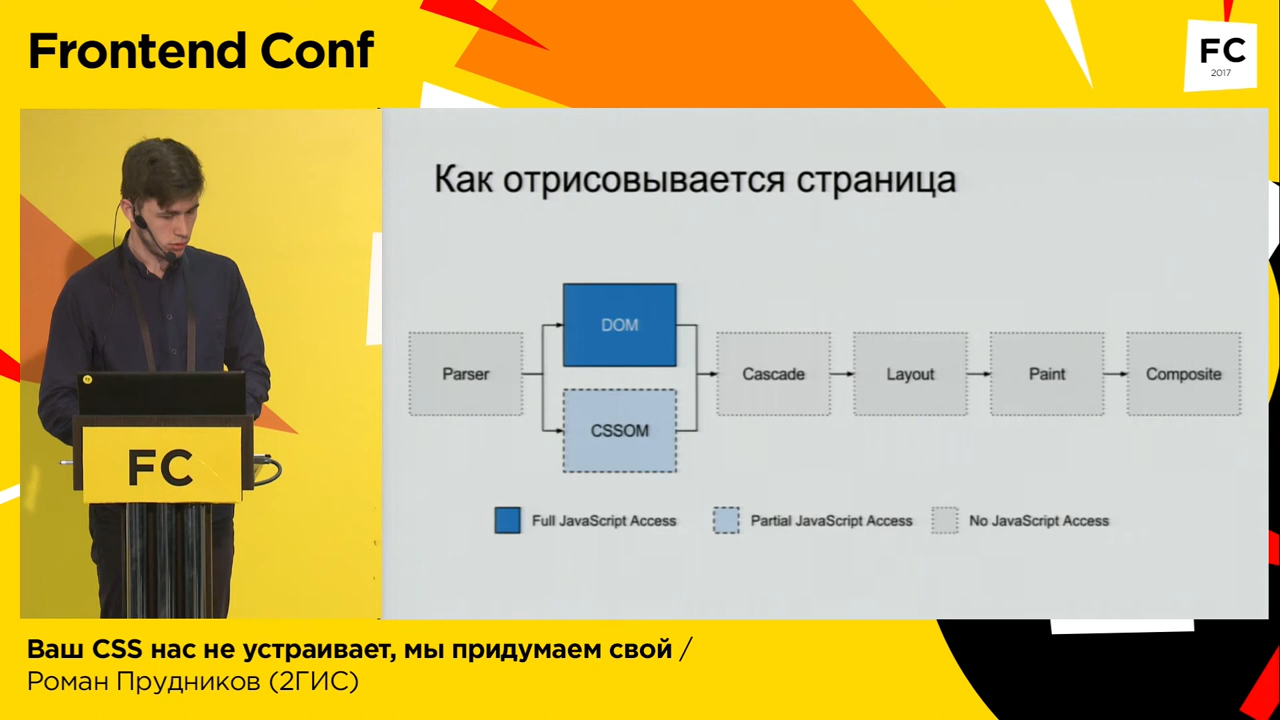 Frontend Conf
FC
2017
Как отрисовывается страница
DOM
Parser
Cascade
Layout
Paint
Composite
CSSOM
Full JavaScript Access
Partial JavaScript Access
No JavaScript Access
FC
Ваш CSS нас не устраивает, мы придумаем свой /
Роман Прудников (2ГИС)